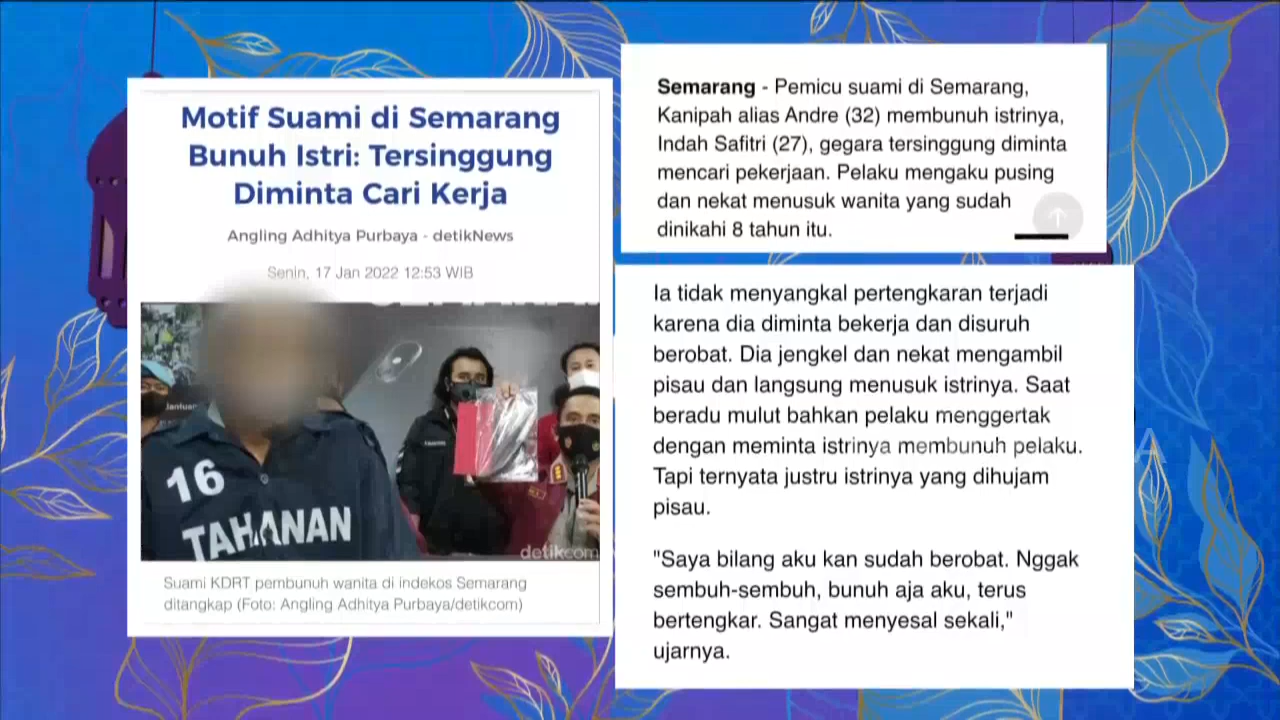 Motif Suami di Semarang
Bunuh Istri: Tersinggung
Diminta Cari Kerja
Angling Adhitya Purbaya - detikNews
Senin, 17 Jan 2022 12:53 WIB
16
TAHANAN
detikcom
Suami KDRT pembunuh wanita di indekos Semarang
ditangkap (Foto: Angling Adhitya Purbaya/detikcom)
Semarang - Pemicu suami di Semarang,
Kanipah alias Andre (32) membunuh istrinya,
Indah Safitri (27), gegara tersinggung diminta
mencari pekerjaan. Pelaku mengaku pusing
dan nekat menusuk wanita yang sudah
dinikahi 8 tahun itu.
Ia tidak menyangkal pertengkaran terjadi
karena dia diminta bekerja dan disuruh
berobat. Dia jengkel dan nekat mengambil
pisau dan langsung menusuk istrinya. Saat
beradu mulut bahkan pelaku menggertak
dengan meminta istrinya membunuh pelaku.
Tapi ternyata justru istrinya yang dihujam
pisau.
"Saya bilang aku kan sudah berobat. Nggak
sembuh-sembuh, bunuh aja aku, terus
bertengkar. Sangat menyesal sekali,"
ujarnya.